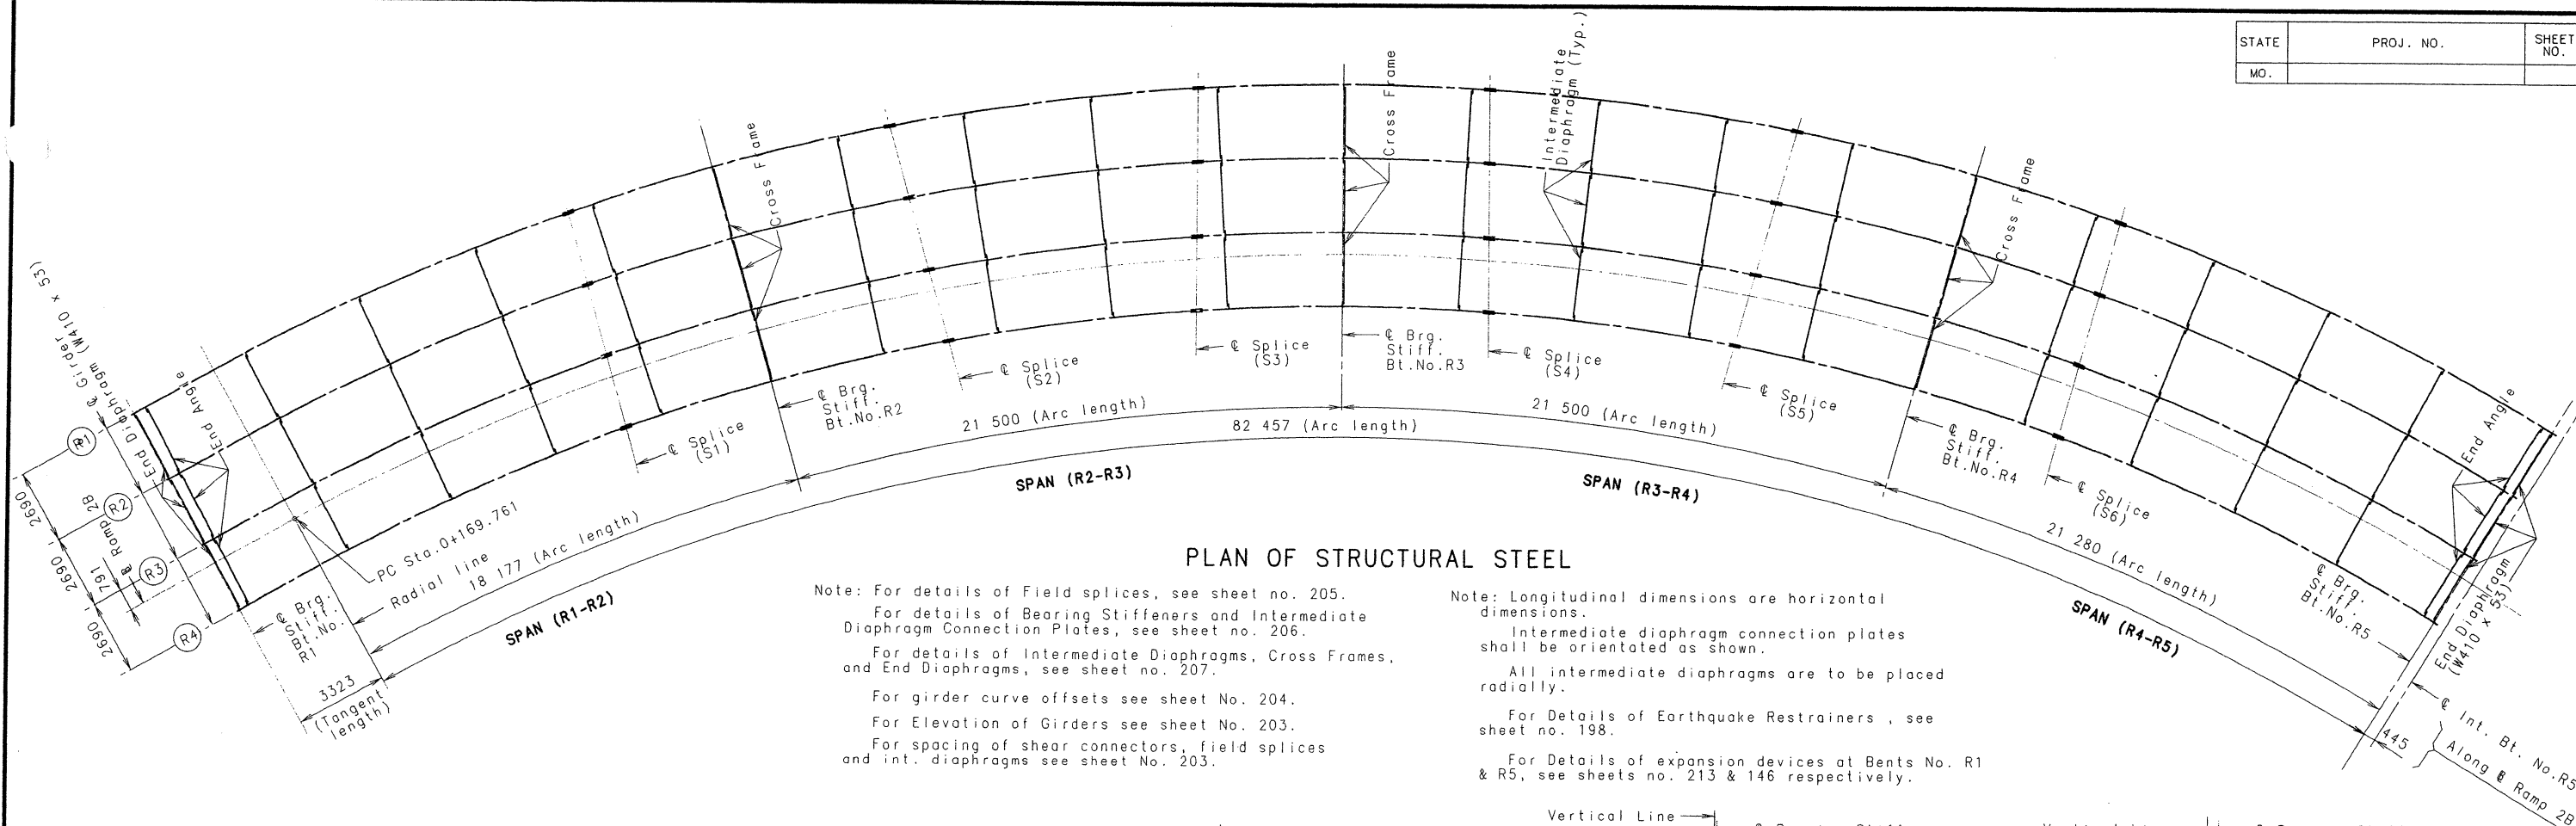 STATE PROJ. NO. SHEET NO.
MO.
Cross Frame
Cross Frame
Intermediate
Diaphragm (Typ.)
Cross Frame
℄ Girder
End Diaphragm (W410 x 53)
End Angle
R1
R2
R3
R4
2690
2690
2690
791
℄ Ramp 2B
PC Sta.0+169.761
Radial line
18 177 (Arc length)
℄ Brg.
Stiff.
Bt.No.
R1
3323
(Tangent
length)
SPAN (R1-R2)
℄ Splice
(S1)
℄ Brg.
Stiff.
Bt.No.R2
℄ Splice
(S2)
℄ Splice
(S3)
℄ Brg.
Stiff.
Bt.No.R3
℄ Splice
(S4)
℄ Splice
(S5)
℄ Brg.
Stiff.
Bt.No.R4
℄ Splice
(S6)
21 500 (Arc length)
82 457 (Arc length)
21 500 (Arc length)
21 280 (Arc length)
SPAN (R2-R3)
SPAN (R3-R4)
SPAN (R4-R5)
End Angle
℄ Brg.
Stiff.
Bt.No.R5
End Diaphragm
(W410 x 53)
℄ Int. Bt. No.R5
445
Along ℄ Ramp 2B
PLAN OF STRUCTURAL STEEL
Note: For details of Field splices, see sheet no. 205.
For details of Bearing Stiffeners and Intermediate
Diaphragm Connection Plates, see sheet no. 206.
For details of Intermediate Diaphragms, Cross Frames,
and End Diaphragms, see sheet no. 207.
For girder curve offsets see sheet No. 204.
For Elevation of Girders see sheet No. 203.
For spacing of shear connectors, field splices
and int. diaphragms see sheet No. 203.
Note: Longitudinal dimensions are horizontal
dimensions.
Intermediate diaphragm connection plates
shall be orientated as shown.
All intermediate diaphragms are to be placed
radially.
For Details of Earthquake Restrainers , see
sheet no. 198.
For Details of expansion devices at Bents No. R1
& R5, see sheets no. 213 & 146 respectively.
Vertical Line